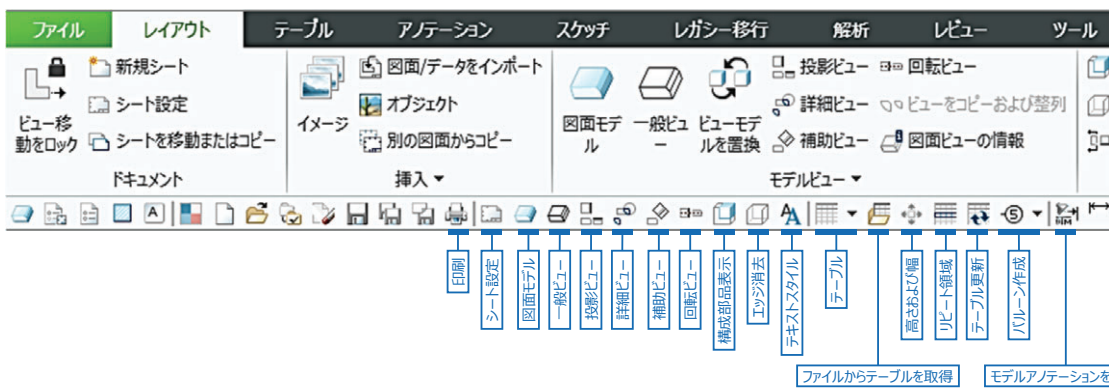 ファイル レイアウト テーブル アノテーション スケッチ レガシー移行 解析 レビュー ツール
新規シート
シート設定
シートを移動またはコピー
ビュー移
動をロック
ドキュメント
イメージ
図面/データをインポート
オブジェクト
別の図面からコピー
挿入
図面モデ
ル
一般ビュ
ー
ビューモデ
ルを置換
投影ビュー 回転ビュー
詳細ビュー ビューをコピーおよび整列
補助ビュー 図面ビューの情報
モデルビュー
A
5
印刷
シート設定
図面モデル
一般ビュー
投影ビュー
詳細ビュー
補助ビュー
回転ビュー
構成部品表示
エッジ消去
テキストスタイル
テーブル
ファイルからテーブルを取得
高さおよび幅
リピート領域
テーブル更新
バルーン作成
モデルアノテーションを